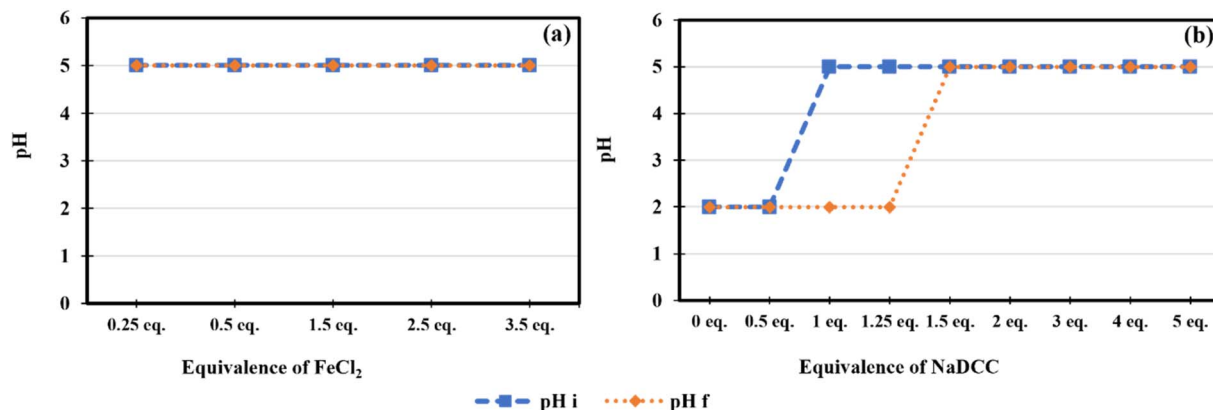 (a)
6
5
4
3
2
1
0
pH
0.25 eq. 0.5 eq. 1.5 eq. 2.5 eq. 3.5 eq.
Equivalence of FeCl₂
(b)
6
5
4
3
2
1
0
pH
0 eq. 0.5 eq. 1 eq. 1.25 eq. 1.5 eq. 2 eq. 3 eq. 4 eq. 5 eq.
Equivalence of NaDCC
pH i pH f